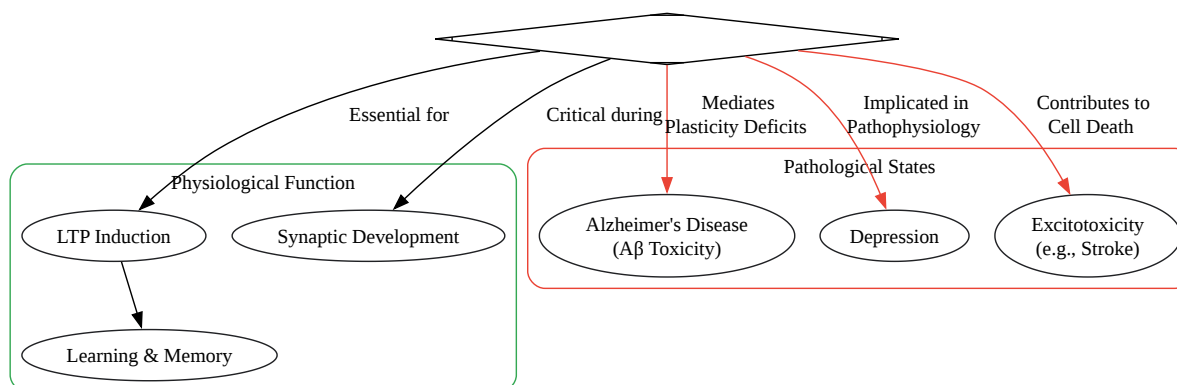 Essential for
Critical during
Mediates
Plasticity Deficits
Implicated in
Pathophysiology
Contributes to
Cell Death
Physiological Function
Pathological States
LTP Induction
Synaptic Development
Alzheimer's Disease
(Aβ Toxicity)
Depression
Excitotoxicity
(e.g., Stroke)
Learning & Memory